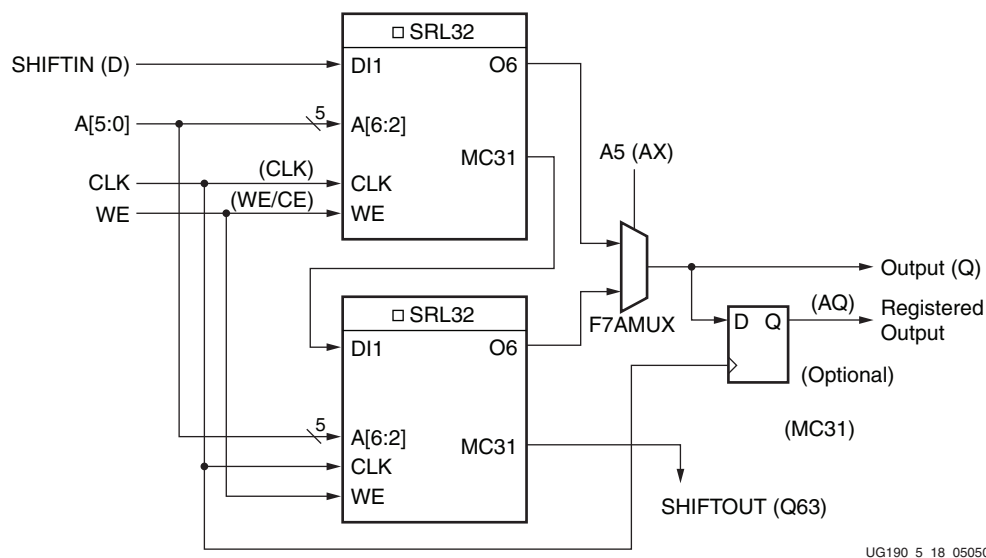 □ SRL32
SHIFTIN (D)
DI1
O6
A[5:0]
5
A[6:2]
MC31
A5 (AX)
CLK
(CLK)
CLK
WE
(WE/CE)
WE
Output (Q)
F7AMUX
□ SRL32
DI1
O6
D Q
(AQ)
Registered
Output
(Optional)
5
A[6:2]
MC31
(MC31)
CLK
WE
SHIFTOUT (Q63)